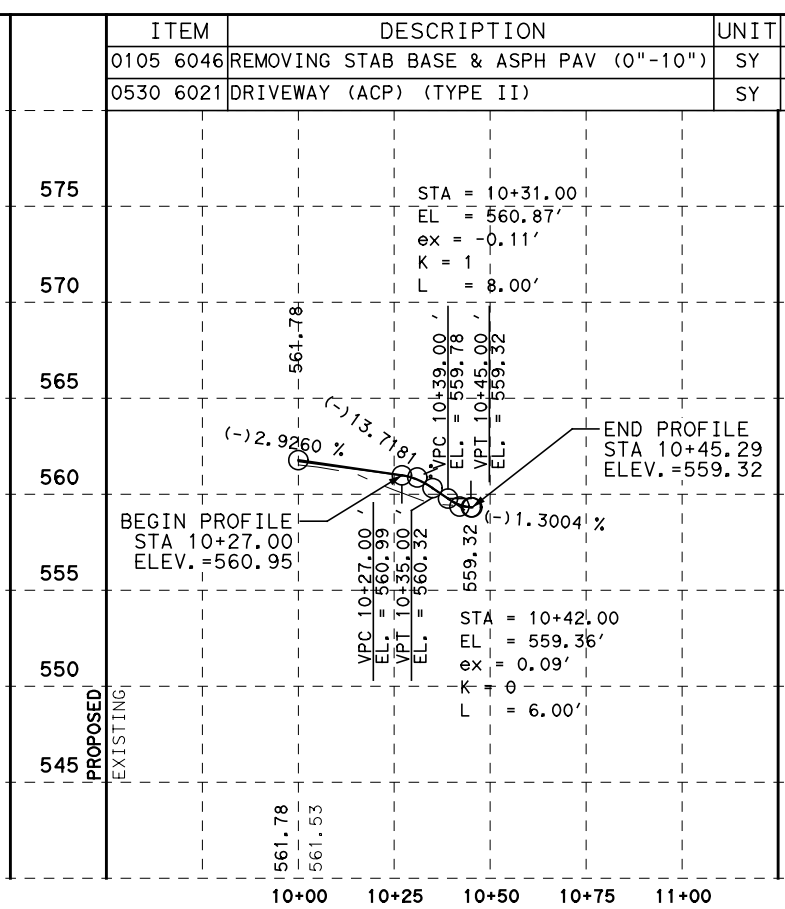 ITEM DESCRIPTION UNIT
0105 6046 REMOVING STAB BASE & ASPH PAV (0"-10") SY
0530 6021 DRIVEWAY (ACP) (TYPE II) SY
575
570
565
560
555
550
545
STA = 10+31.00
EL = 560.87'
ex = -0.11'
K = 1
L = 8.00'
561.78
(-)2.9260 %
(-)13.7181
VPC 10+39.00 '
EL. = 559.78
VPT 10+45.00 '
EL. = 559.32
END PROFILE
STA 10+45.29
ELEV.=559.32
BEGIN PROFILE
STA 10+27.00
ELEV.=560.95
(-)1.3004 %
559.32
VPC 10+27.00 '
EL. = 560.99
VPT 10+35.00 '
EL. = 560.32
STA = 10+42.00
EL = 559.36'
ex = 0.09'
K = 0
L = 6.00'
PROPOSED
EXISTING
561.78
561.53
10+00 10+25 10+50 10+75 11+00